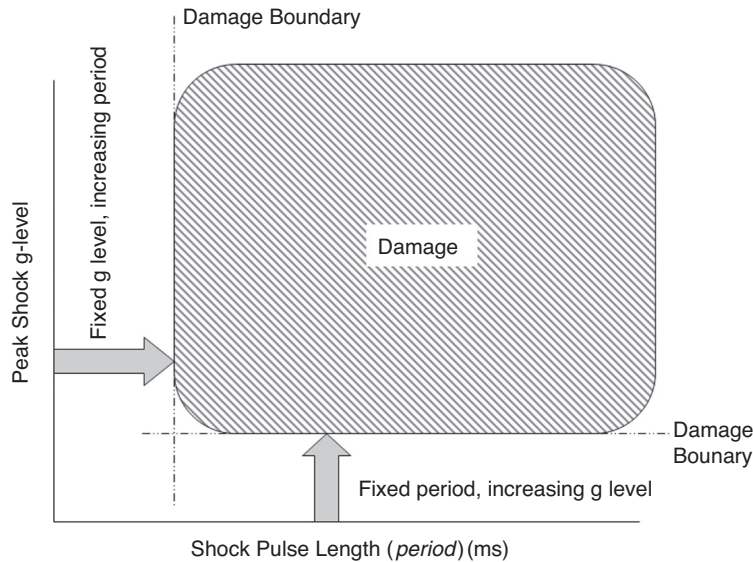 Damage Boundary
Peak Shock g-level
Fixed g level, increasing period
Damage
Damage
Bounary
Fixed period, increasing g level
Shock Pulse Length (period) (ms)